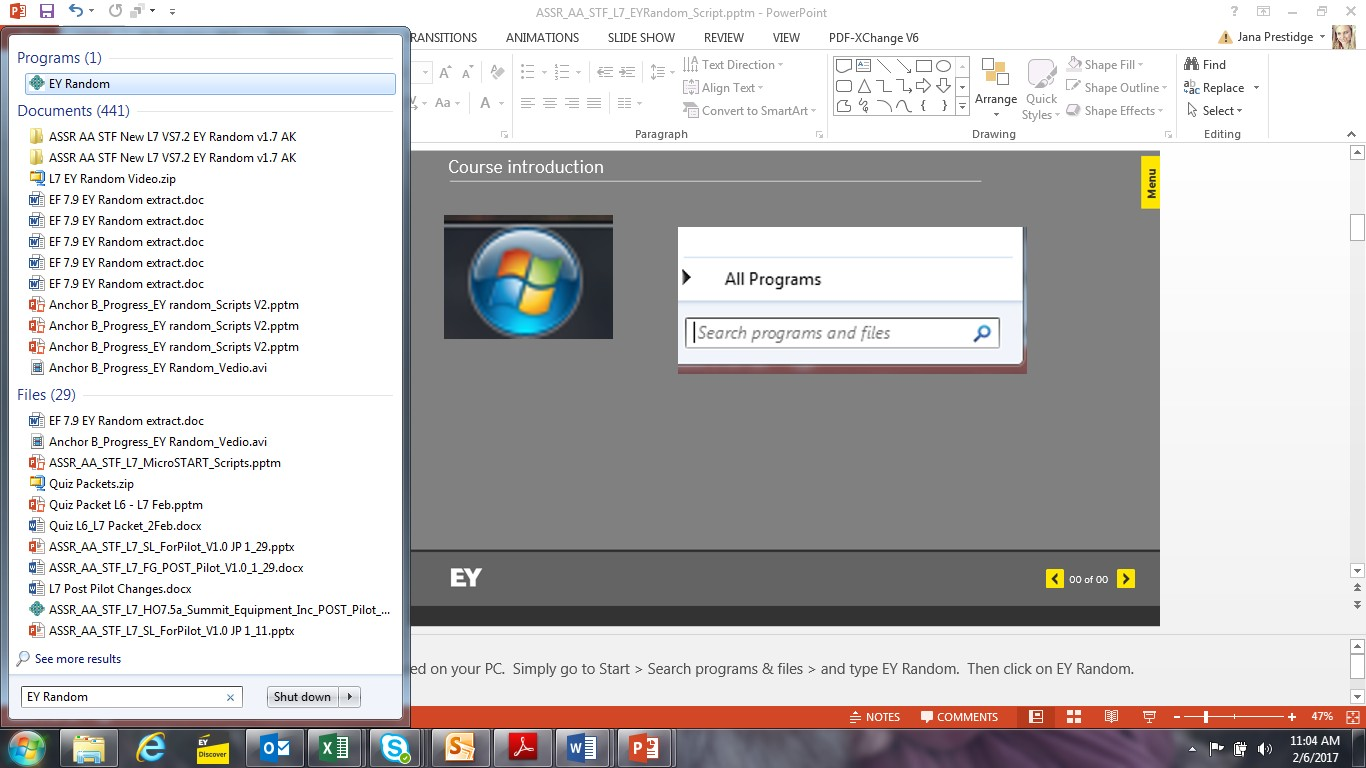 ASSR_AA_STF_L7_EYRandom_Script.pptm - PowerPoint
RANSITIONS ANIMATIONS SLIDE SHOW REVIEW VIEW PDF-XChange V6 Jana Prestidge
Text Direction
Align Text
Convert to SmartArt
Aa
A
Paragraph
Arrange
Quick Styles
Shape Fill
Shape Outline
Shape Effects
Drawing
Find
Replace
Select
Editing
Programs (1)
EY Random
Documents (441)
ASSR AA STF New L7 VS7.2 EY Random v1.7 AK
ASSR AA STF New L7 VS7.2 EY Random v1.7 AK
L7 EY Random Video.zip
EF 7.9 EY Random extract.doc
EF 7.9 EY Random extract.doc
EF 7.9 EY Random extract.doc
EF 7.9 EY Random extract.doc
EF 7.9 EY Random extract.doc
Anchor B_Progress_EY random_Scripts V2.pptm
Anchor B_Progress_EY random_Scripts V2.pptm
Anchor B_Progress_EY random_Scripts V2.pptm
Anchor B_Progress_EY Random_Vedio.avi
Files (29)
EF 7.9 EY Random extract.doc
Anchor B_Progress_EY Random_Vedio.avi
ASSR_AA_STF_L7_MicroSTART_Scripts.pptm
Quiz Packets.zip
Quiz Packet L6 - L7 Feb.pptm
Quiz L6_L7 Packet_2Feb.docx
ASSR_AA_STF_L7_SL_ForPilot_V1.0 JP 1_29.pptx
ASSR_AA_STF_L7_FG_POST_Pilot_V1.0_1_29.docx
L7 Post Pilot Changes.docx
ASSR_AA_STF_L7_HO7.5a_Summit_Equipment_Inc_POST_Pilot_...
ASSR_AA_STF_L7_SL_ForPilot_V1.0 JP 1_11.pptx
See more results
EY Random
Shut down
Course introduction
Menu
All Programs
Search programs and files
EY
00 of 00
ed on your PC. Simply go to Start > Search programs & files > and type EY Random. Then click on EY Random.
NOTES COMMENTS 47%
EY
Discover
11:04 AM
2/6/2017